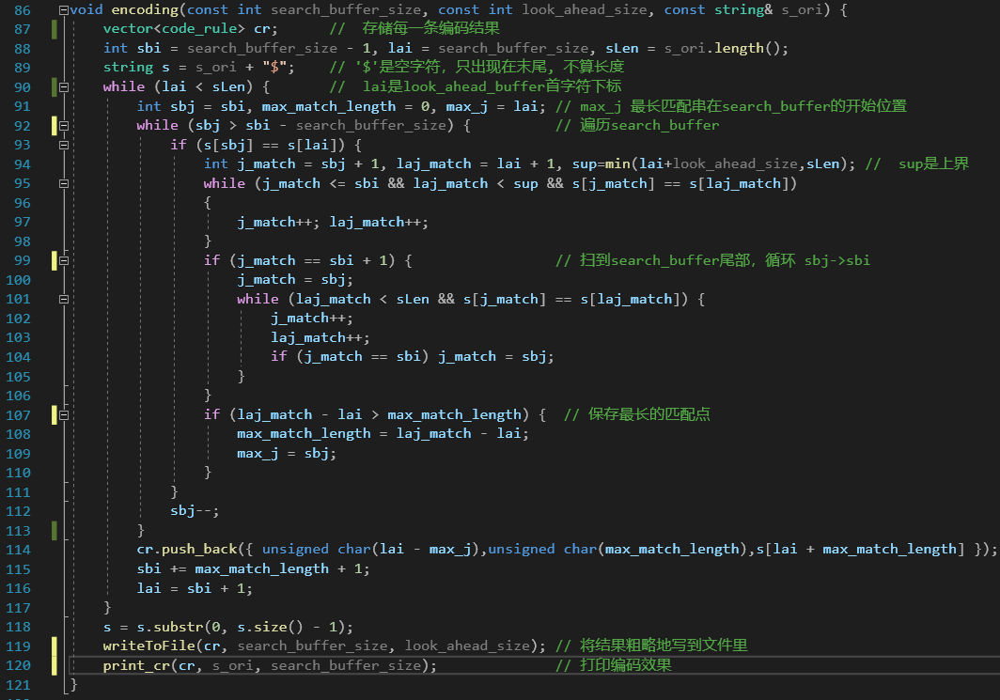 86 void encoding(const int search_buffer_size, const int look_ahead_size, const string& s_ori) {
87 vector<code_rule> cr; // 存储每一条编码结果
88 int sbi = search_buffer_size - 1, lai = search_buffer_size, sLen = s_ori.length();
89 string s = s_ori + "$"; // '$'是空字符，只出现在末尾, 不算长度
90 while (lai < sLen) { // lai是look_ahead_buffer首字符下标
91 int sbj = sbi, max_match_length = 0, max_j = lai; // max_j 最长匹配串在search_buffer的开始位置
92 while (sbj > sbi - search_buffer_size) { // 遍历search_buffer
93 if (s[sbj] == s[lai]) {
94 int j_match = sbj + 1, laj_match = lai + 1, sup=min(lai+look_ahead_size,sLen); // sup是上界
95 while (j_match <= sbi && laj_match < sup && s[j_match] == s[laj_match])
96 {
97 j_match++; laj_match++;
98 }
99 if (j_match == sbi + 1) { // 扫到search_buffer尾部，循环 sbj->sbi
100 j_match = sbj;
101 while (laj_match < sLen && s[j_match] == s[laj_match]) {
102 j_match++;
103 laj_match++;
104 if (j_match == sbi) j_match = sbj;
105 }
106 }
107 if (laj_match - lai > max_match_length) { // 保存最长的匹配点
108 max_match_length = laj_match - lai;
109 max_j = sbj;
110 }
111 }
112 sbj--;
113 }
114 cr.push_back({ unsigned char(lai - max_j),unsigned char(max_match_length),s[lai + max_match_length] });
115 sbi += max_match_length + 1;
116 lai = sbi + 1;
117 }
118 s = s.substr(0, s.size() - 1);
119 writeToFile(cr, search_buffer_size, look_ahead_size); // 将结果粗略地写到文件里
120 print_cr(cr, s_ori, search_buffer_size); // 打印编码效果
121 }